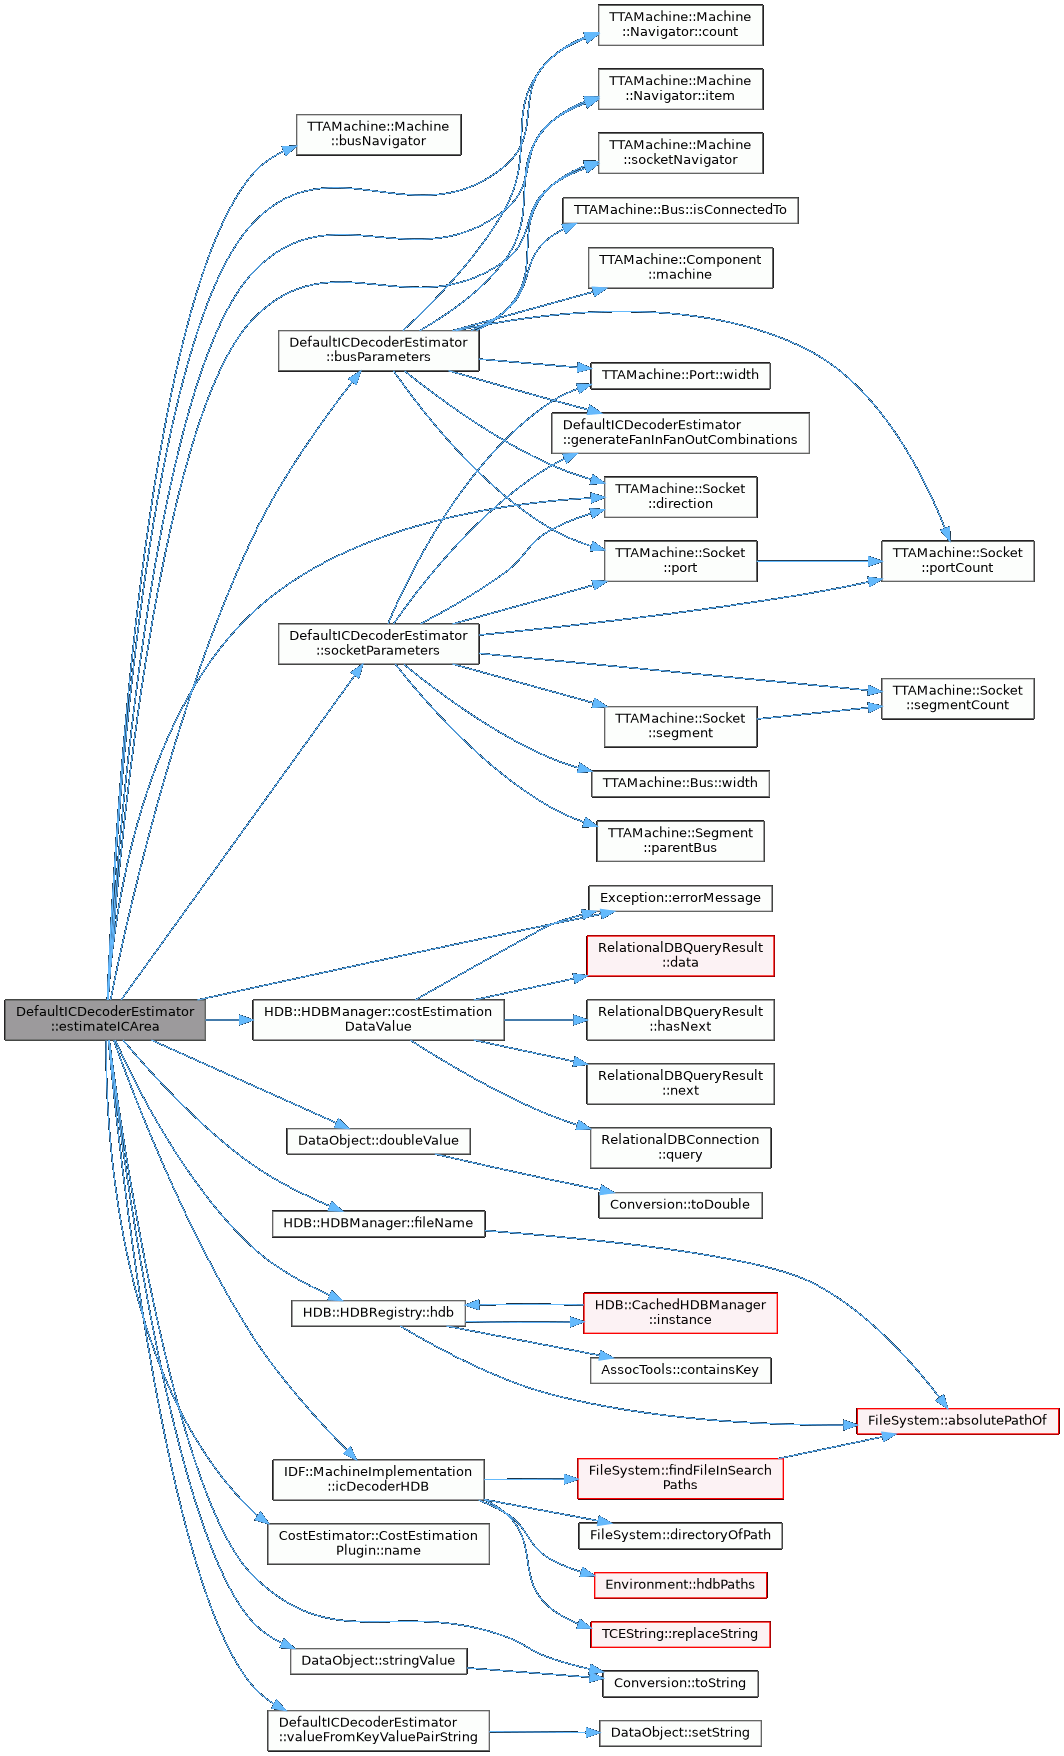 TTAMachine::Machine
::Navigator::count
TTAMachine::Machine
::Navigator::item
TTAMachine::Machine
::busNavigator
TTAMachine::Machine
::socketNavigator
TTAMachine::Bus::isConnectedTo
TTAMachine::Component
::machine
DefaultICDecoderEstimator
::busParameters
TTAMachine::Port::width
DefaultICDecoderEstimator
::generateFanInFanOutCombinations
TTAMachine::Socket
::direction
TTAMachine::Socket
::port
TTAMachine::Socket
::portCount
DefaultICDecoderEstimator
::socketParameters
TTAMachine::Socket
::segmentCount
TTAMachine::Socket
::segment
TTAMachine::Bus::width
TTAMachine::Segment
::parentBus
Exception::errorMessage
RelationalDBQueryResult
::data
DefaultICDecoderEstimator
::estimateICArea
HDB::HDBManager::costEstimation
DataValue
RelationalDBQueryResult
::hasNext
RelationalDBQueryResult
::next
DataObject::doubleValue
RelationalDBConnection
::query
Conversion::toDouble
HDB::HDBManager::fileName
HDB::HDBRegistry::hdb
HDB::CachedHDBManager
::instance
AssocTools::containsKey
FileSystem::absolutePathOf
IDF::MachineImplementation
::icDecoderHDB
FileSystem::findFileInSearch
Paths
CostEstimator::CostEstimation
Plugin::name
FileSystem::directoryOfPath
Environment::hdbPaths
TCEString::replaceString
DataObject::stringValue
Conversion::toString
DefaultICDecoderEstimator
::valueFromKeyValuePairString
DataObject::setString